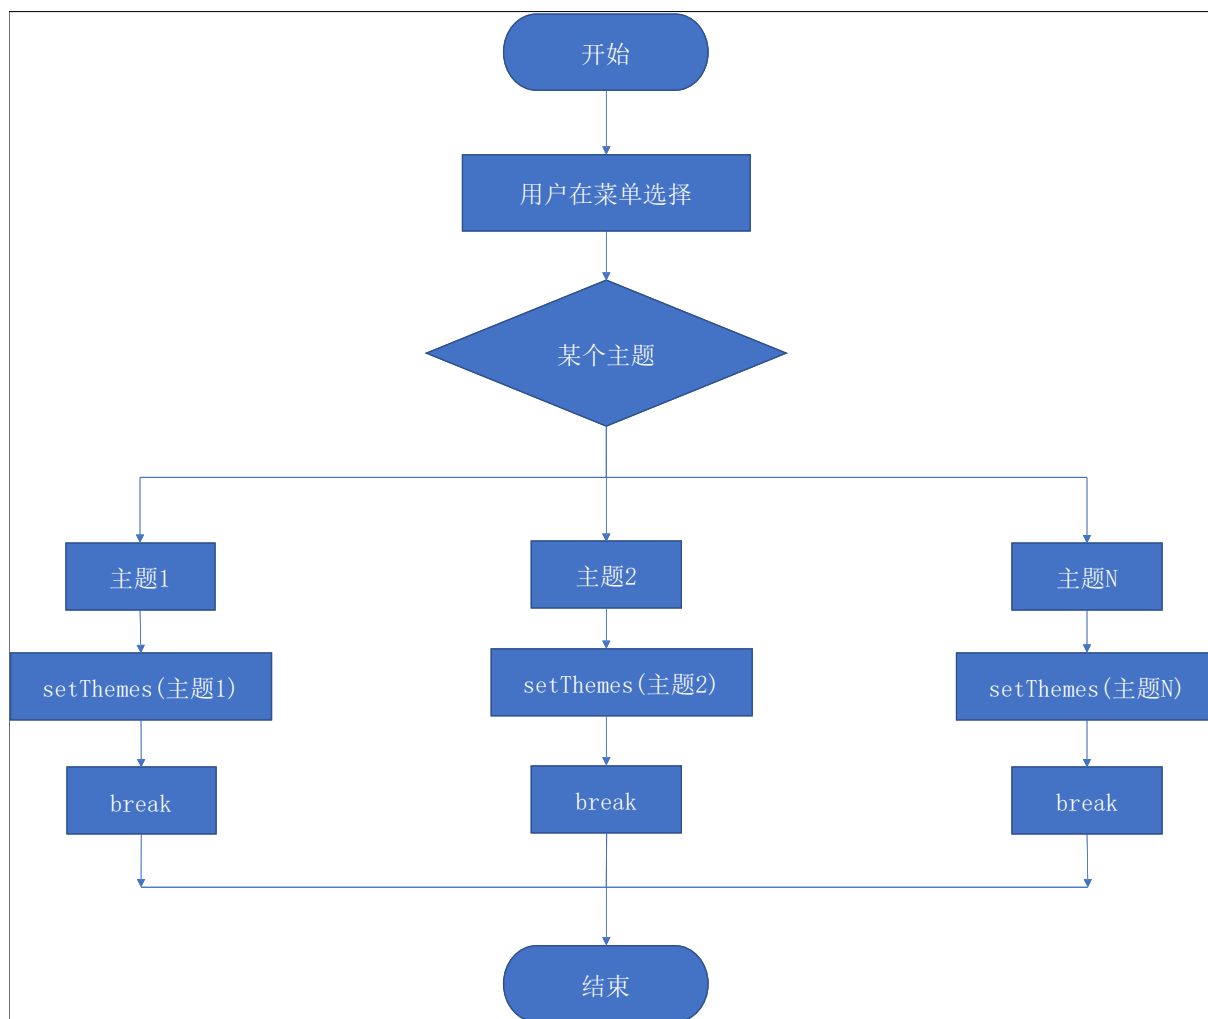 开始
用户在菜单选择
某个主题
主题1
主题2
主题N
setThemes(主题1)
setThemes(主题2)
setThemes(主题N)
break
break
break
结束